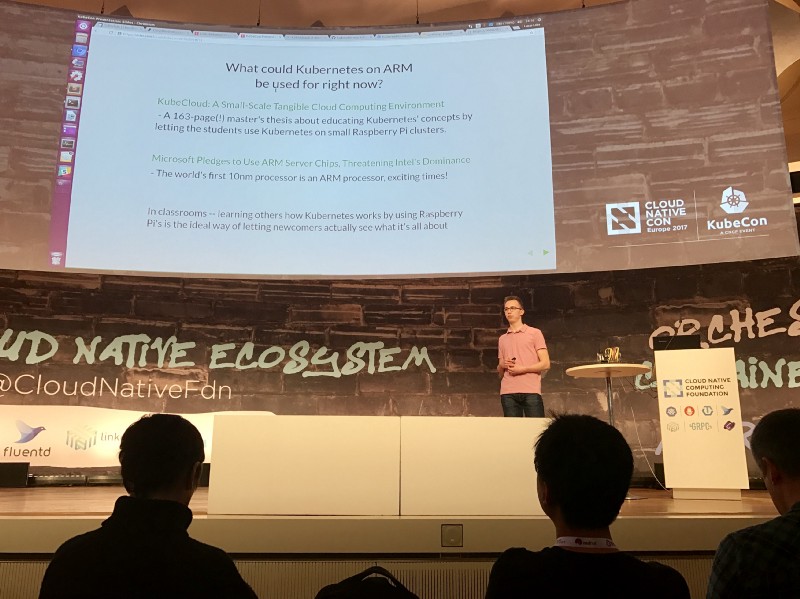 What could Kubernetes on ARM
be used for right now?
KubeCloud: A Small-Scale Tangible Cloud Computing Environment
- A 163-page(!) master's thesis about educating Kubernetes' concepts by
letting the students use Kubernetes on small Raspberry Pi clusters.
Microsoft Pledges to Use ARM Server Chips, Threatening Intel's Dominance
- The world's first 10nm processor is an ARM processor, exciting times!
In classrooms -- learning others how Kubernetes works by using Raspberry
Pi's is the ideal way of letting newcomers actually see what it's all about
CLOUD
NATIVE
CON
Europe 2017
KubeCon
A CNCF EVENT
UD NATIVE ECOSYSTEM
@CloudNativeFdn
fluentd
link
ORCHES
CLOUD NATIVE
COMPUTING
FOUNDATION
GRPC